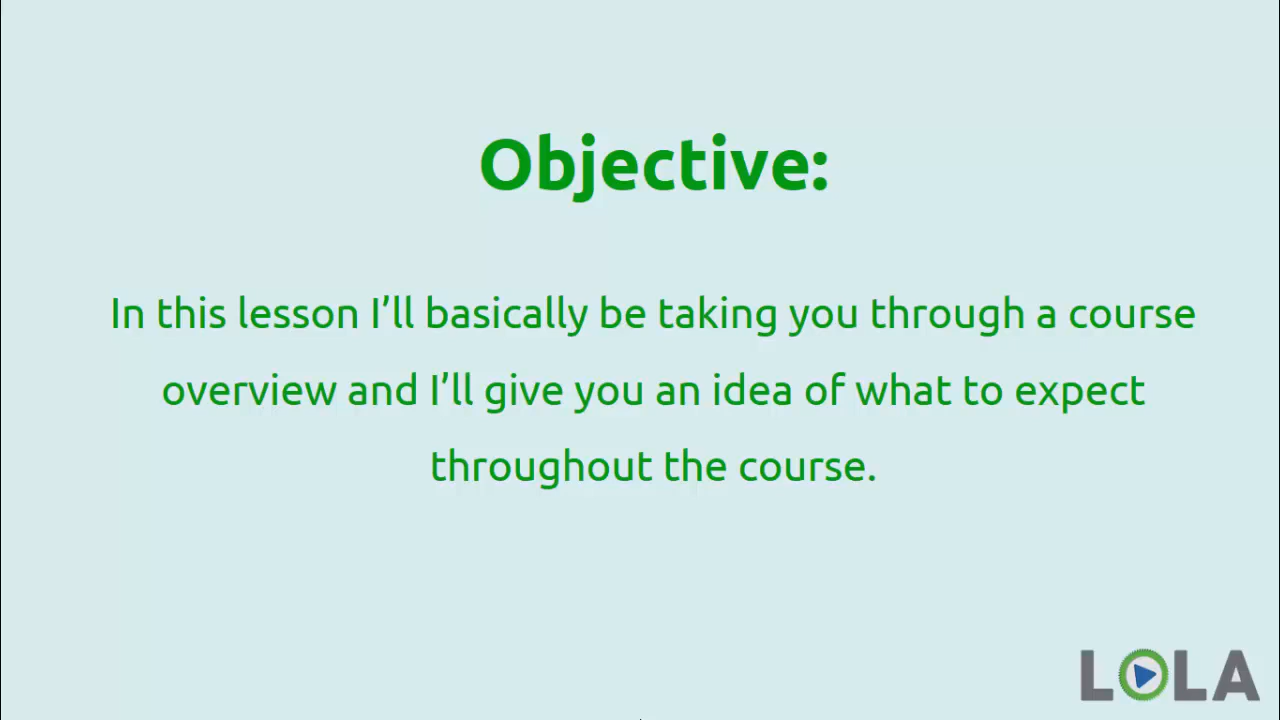 Objective:
In this lesson I’ll basically be taking you through a course
overview and I’ll give you an idea of what to expect
throughout the course.
LOLA